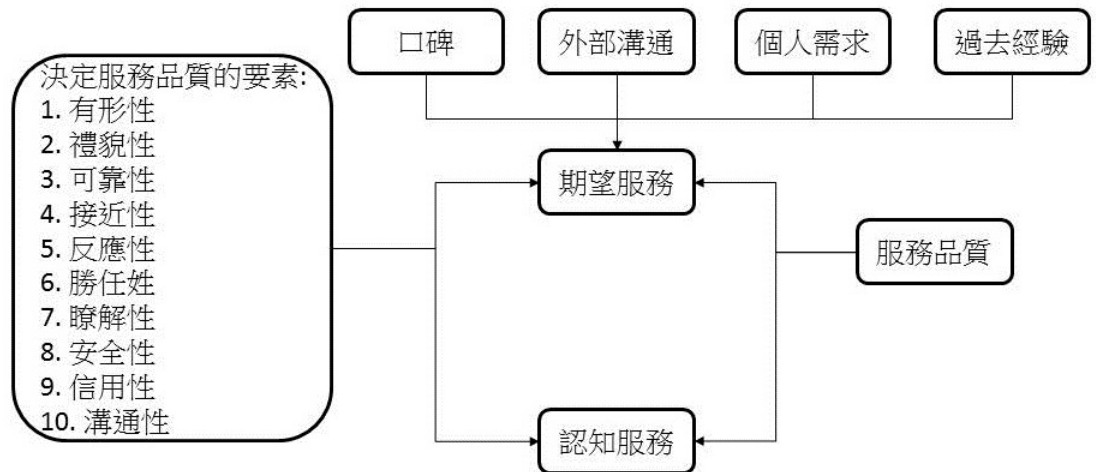 口碑
外部溝通
個人需求
過去經驗
決定服務品質的要素:
1. 有形性
2. 禮貌性
3. 可靠性
4. 接近性
5. 反應性
6. 勝任姓
7. 瞭解性
8. 安全性
9. 信用性
10. 溝通性
期望服務
服務品質
認知服務